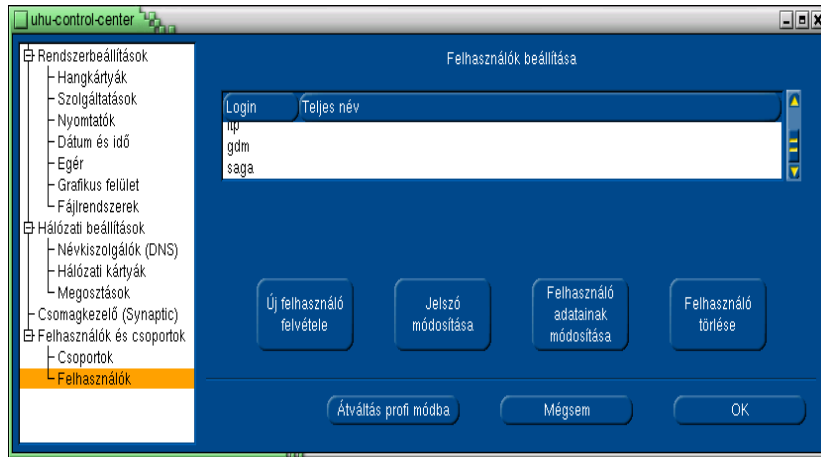 uhu-control-center
Rendszerbeállítások
Hangkártyák
Szolgáltatások
Nyomtatók
Dátum és idő
Egér
Grafikus felület
Fájlrendszerek
Hálózati beállítások
Névkiszolgálók (DNS)
Hálózati kártyák
Megosztások
Csomagkezelő (Synaptic)
Felhasználók és csoportok
Csoportok
Felhasználók
Felhasználók beállítása
Login Teljes név
gdm
saga
Új felhasználó
felvétele
Jelszó
módosítása
Felhasználó
adatainak
módosítása
Felhasználó
törlése
Átváltás profi módba
Mégsem
OK